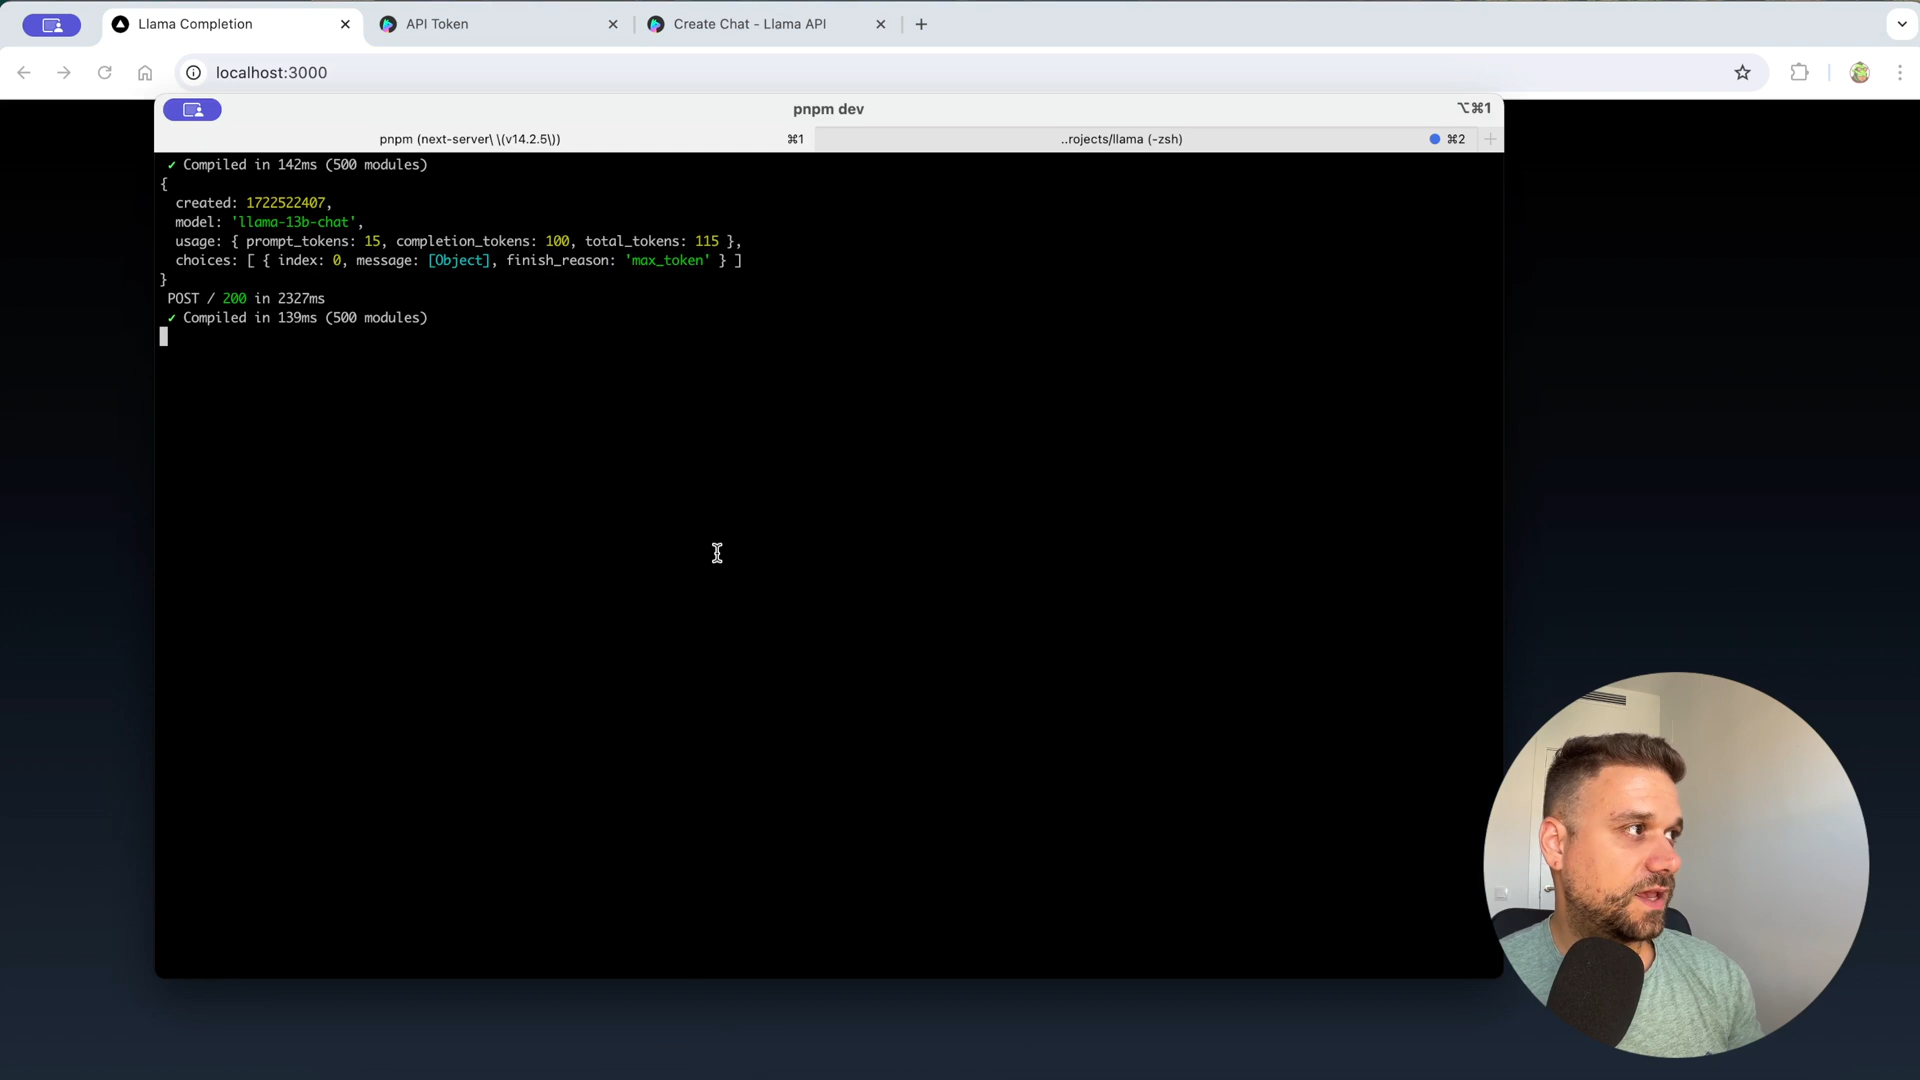 Llama Completion
API Token
Create Chat - Llama API
localhost:3000
pnpm dev
⌥⌘1
pnpm (next-server\ \(v14.2.5\))
⌘1
..rojects/llama (-zsh)
⌘2
✓ Compiled in 142ms (500 modules)
{
created: 1722522407,
model: 'llama-13b-chat',
usage: { prompt_tokens: 15, completion_tokens: 100, total_tokens: 115 },
choices: [ { index: 0, message: [Object], finish_reason: 'max_token' } ]
}
POST / 200 in 2327ms
✓ Compiled in 139ms (500 modules)